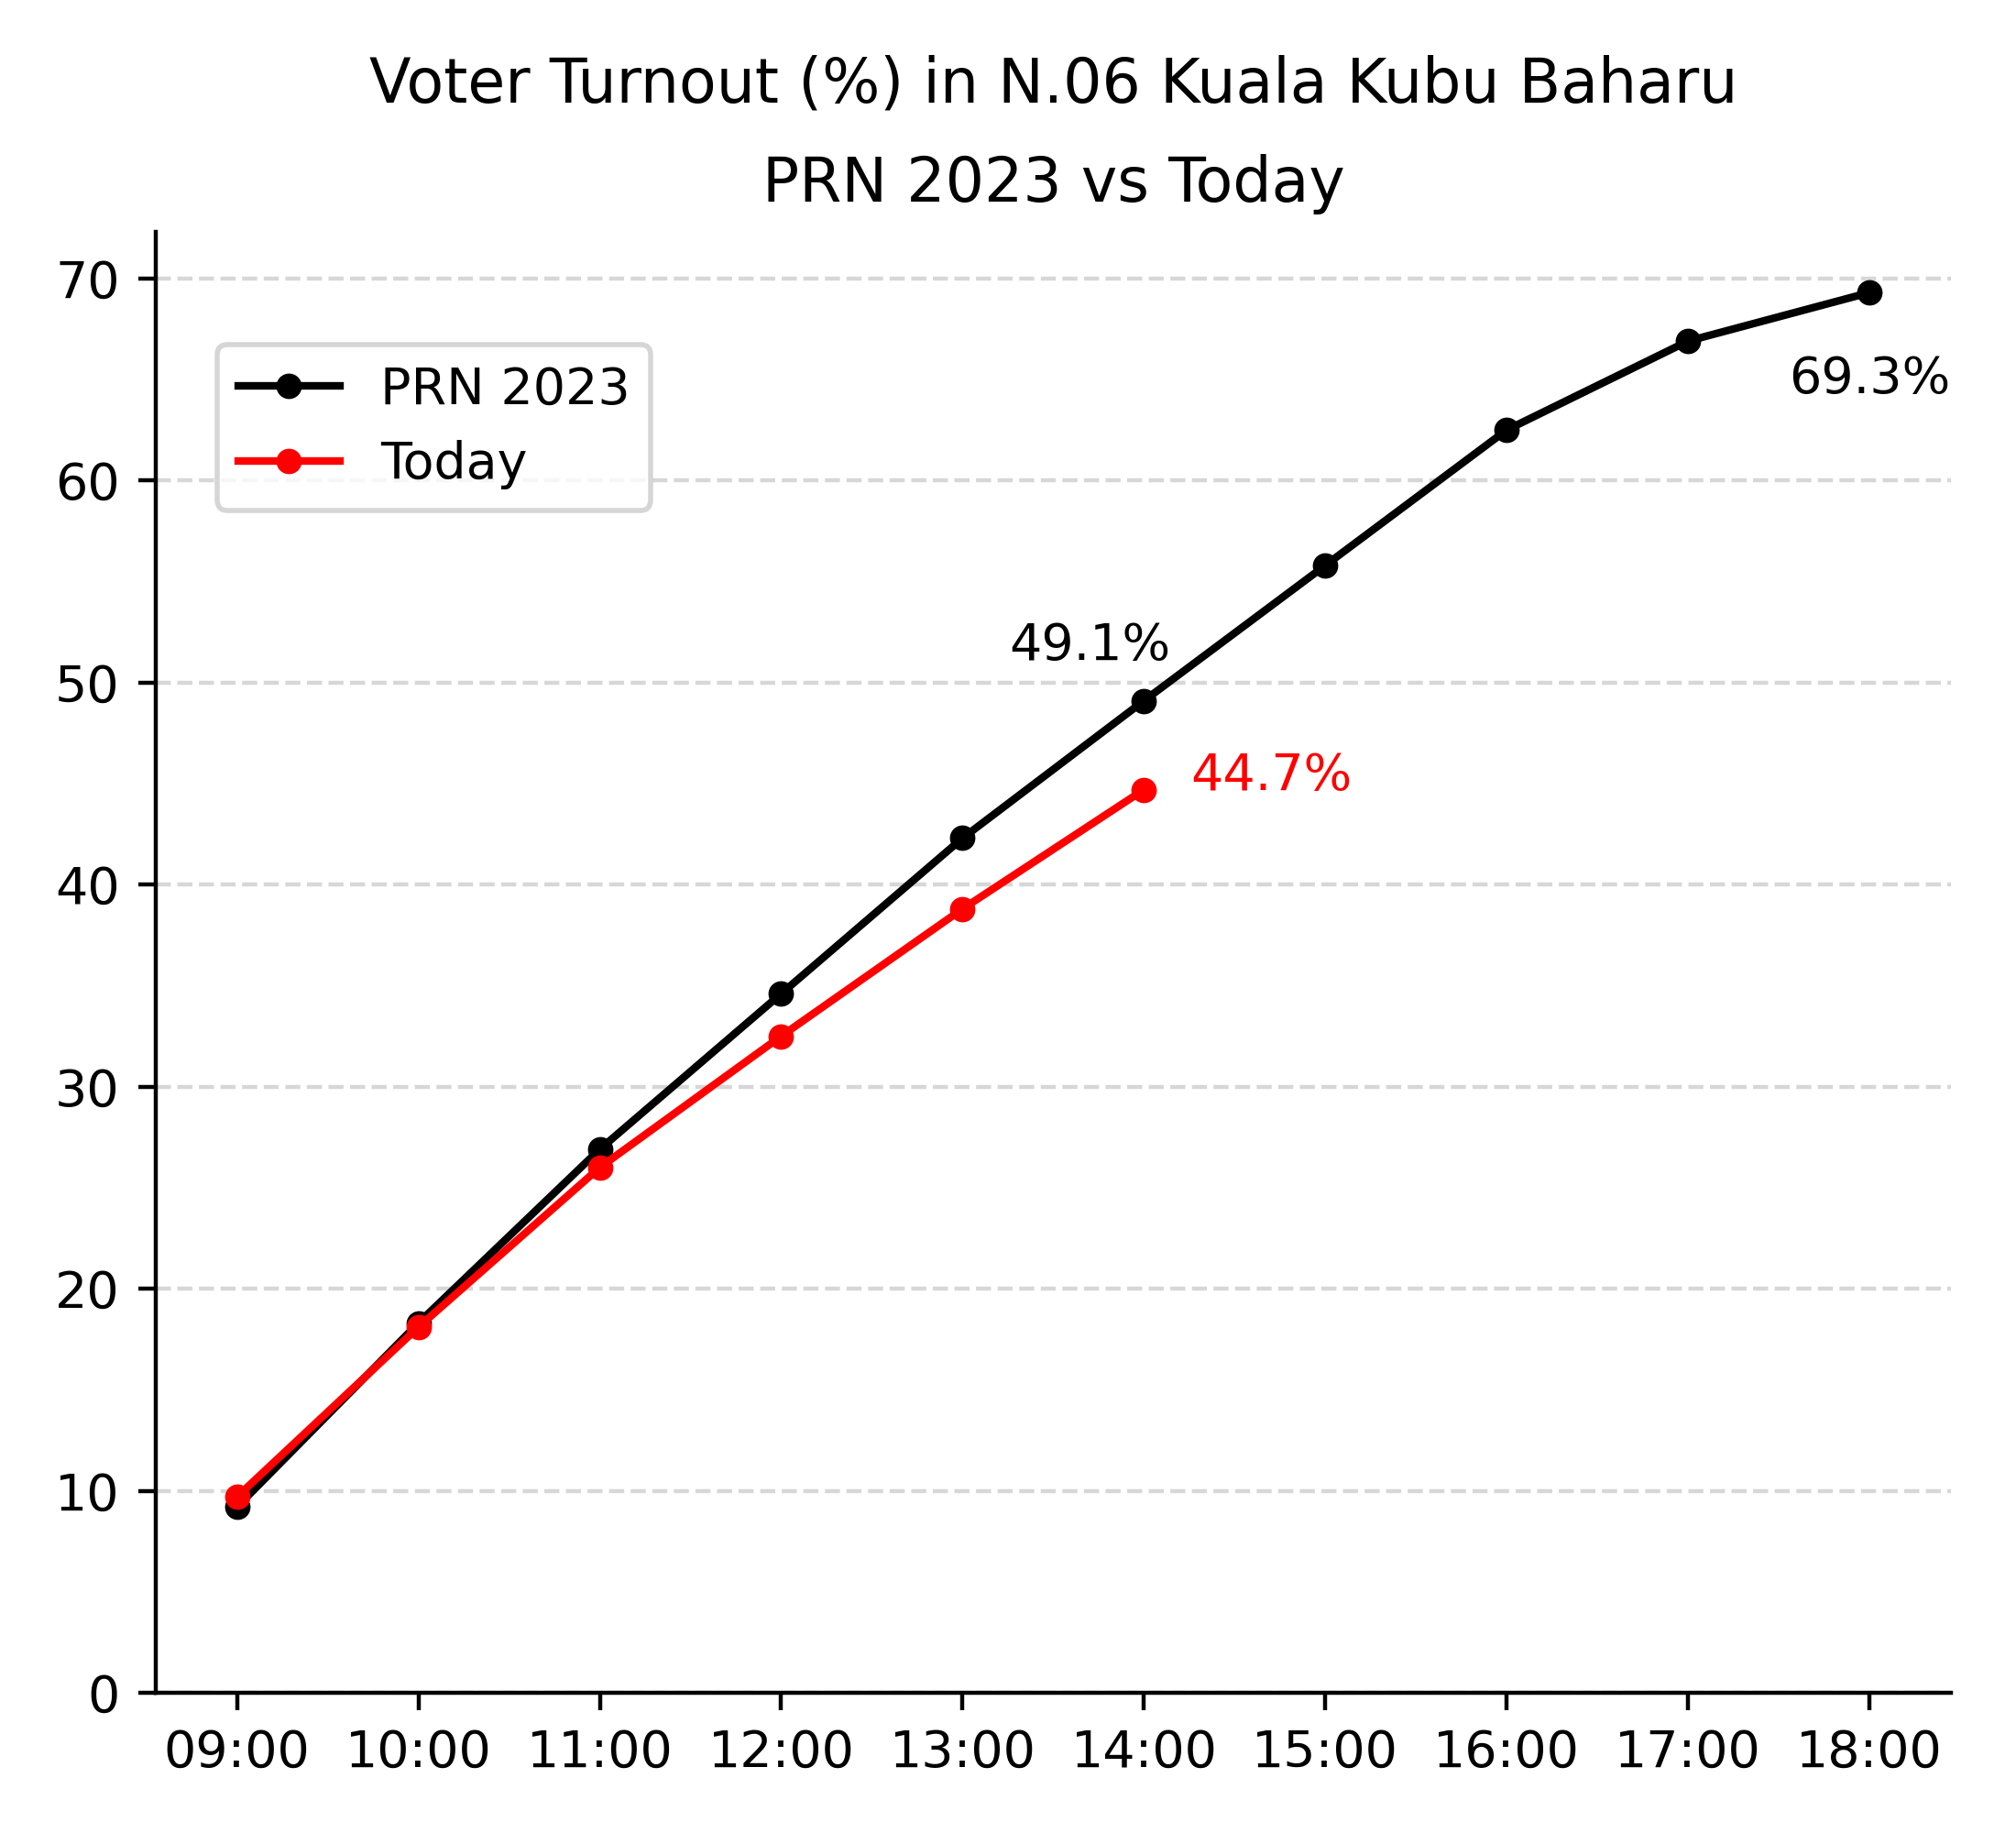 Voter Turnout (%) in N.06 Kuala Kubu Baharu
PRN 2023 vs Today
70
60
50
40
30
20
10
0
PRN 2023
Today
69.3%
49.1%
44.7%
09:00 10:00 11:00 12:00 13:00 14:00 15:00 16:00 17:00 18:00